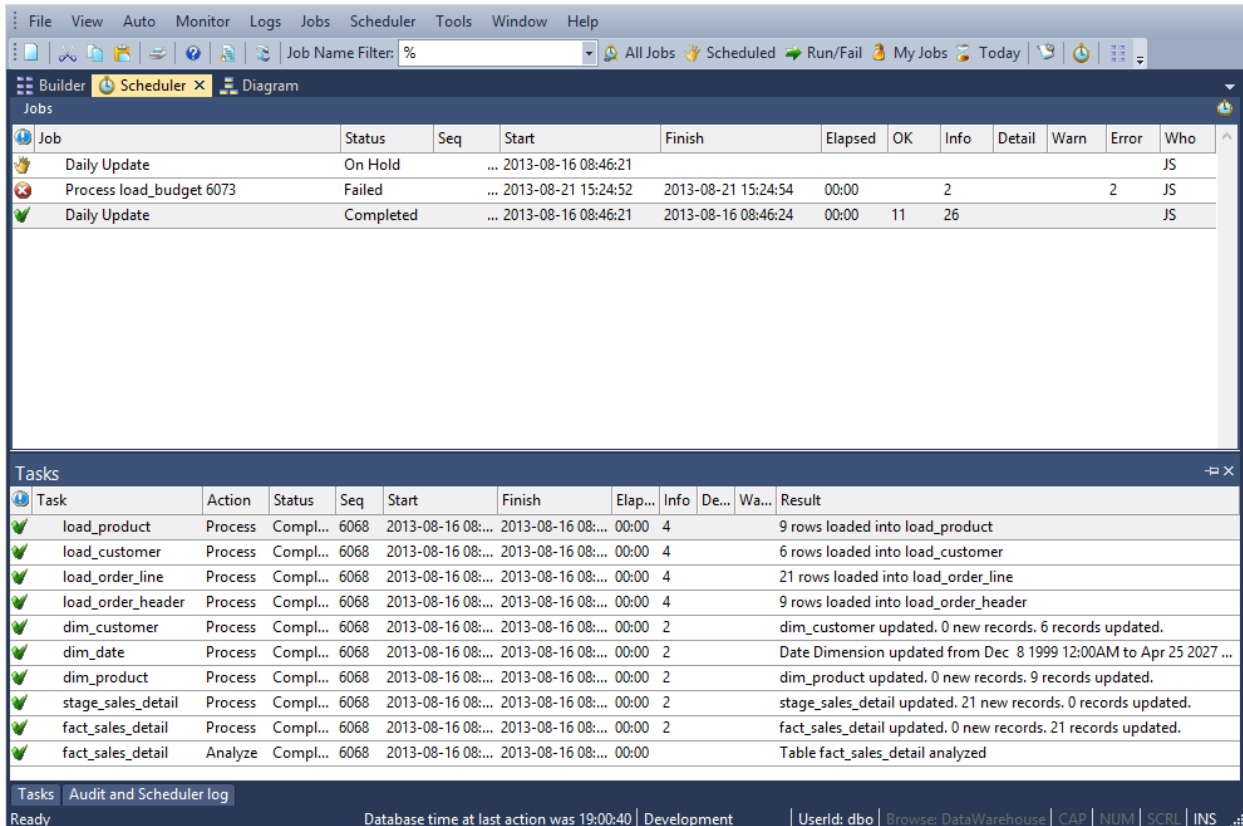 File View Auto Monitor Logs Jobs Scheduler Tools Window Help
Job Name Filter: % All Jobs Scheduled Run/Fail My Jobs Today
Builder Scheduler X Diagram
Jobs
Job Status Seq Start Finish Elapsed OK Info Detail Warn Error Who
Daily Update On Hold ... 2013-08-16 08:46:21 JS
Process load_budget 6073 Failed ... 2013-08-21 15:24:52 2013-08-21 15:24:54 00:00 2 2 JS
Daily Update Completed ... 2013-08-16 08:46:21 2013-08-16 08:46:24 00:00 11 26 JS
Tasks
Task Action Status Seq Start Finish Elap... Info De... Wa... Result
load_product Process Compl... 6068 2013-08-16 08:... 2013-08-16 08:... 00:00 4 9 rows loaded into load_product
load_customer Process Compl... 6068 2013-08-16 08:... 2013-08-16 08:... 00:00 4 6 rows loaded into load_customer
load_order_line Process Compl... 6068 2013-08-16 08:... 2013-08-16 08:... 00:00 4 21 rows loaded into load_order_line
load_order_header Process Compl... 6068 2013-08-16 08:... 2013-08-16 08:... 00:00 4 9 rows loaded into load_order_header
dim_customer Process Compl... 6068 2013-08-16 08:... 2013-08-16 08:... 00:00 2 dim_customer updated. 0 new records. 6 records updated.
dim_date Process Compl... 6068 2013-08-16 08:... 2013-08-16 08:... 00:00 2 Date Dimension updated from Dec 8 1999 12:00AM to Apr 25 2027 ...
dim_product Process Compl... 6068 2013-08-16 08:... 2013-08-16 08:... 00:00 2 dim_product updated. 0 new records. 9 records updated.
stage_sales_detail Process Compl... 6068 2013-08-16 08:... 2013-08-16 08:... 00:00 2 stage_sales_detail updated. 21 new records. 0 records updated.
fact_sales_detail Process Compl... 6068 2013-08-16 08:... 2013-08-16 08:... 00:00 2 fact_sales_detail updated. 0 new records. 21 records updated.
fact_sales_detail Analyze Compl... 6068 2013-08-16 08:... 2013-08-16 08:... 00:00 Table fact_sales_detail analyzed
Tasks Audit and Scheduler log
Ready Database time at last action was 19:00:40 Development UserId: dbo Browse: DataWarehouse CAP NUM SCRL INS